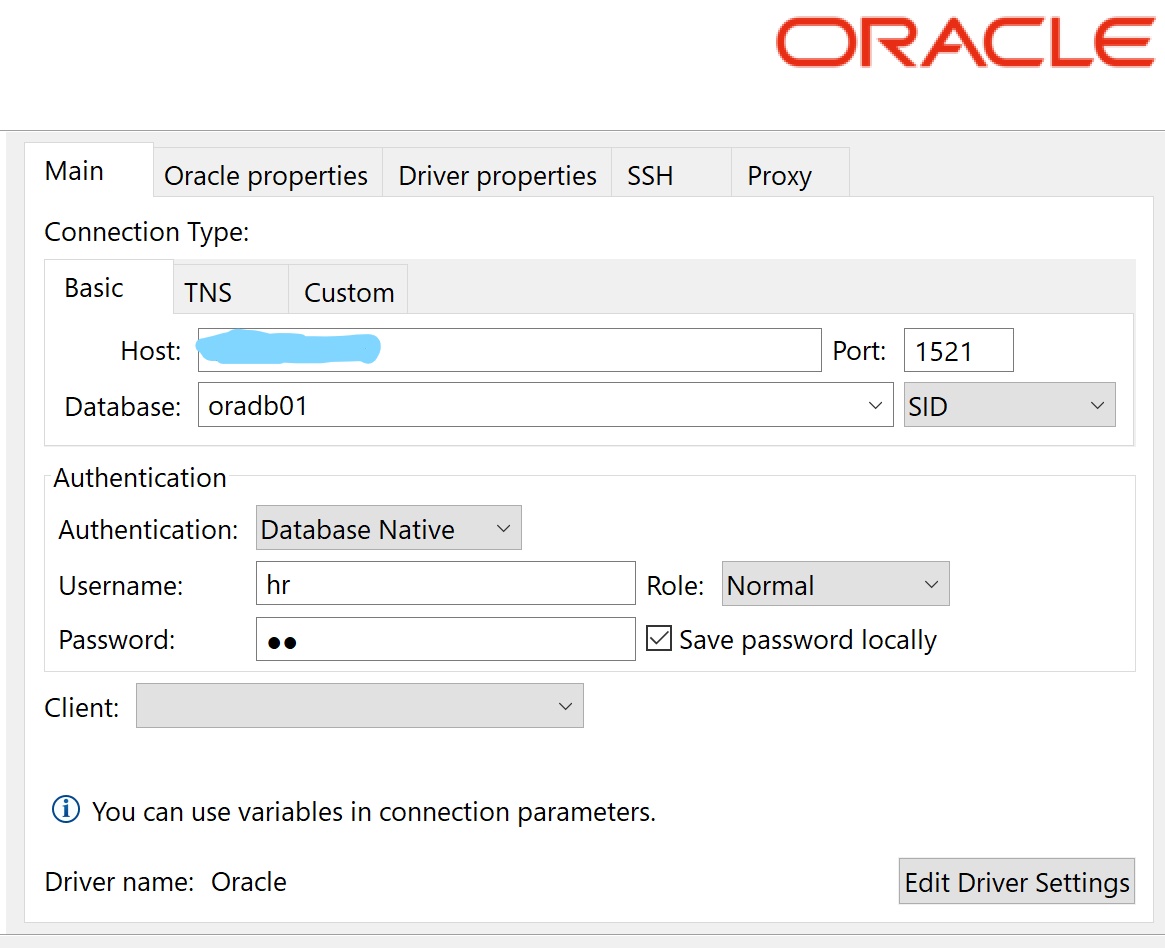 ORACLE
Main Oracle properties Driver properties SSH Proxy
Connection Type:
Basic TNS Custom
Host: Port: 1521
Database: oradb01 SID
Authentication
Authentication: Database Native
Username: hr Role: Normal
Password: ●● Save password locally
Client:
You can use variables in connection parameters.
Driver name: Oracle Edit Driver Settings